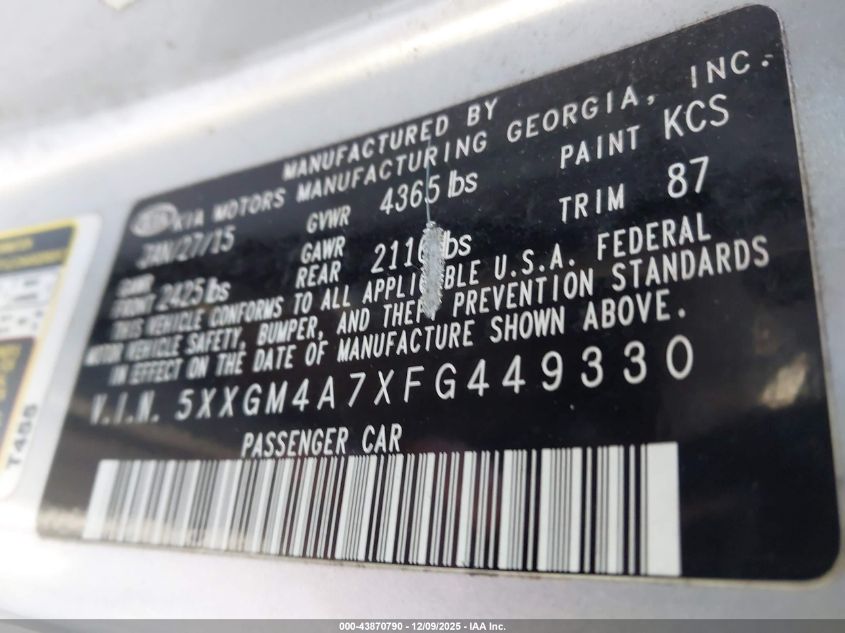 MANUFACTURED BY
KIA KIA MOTORS MANUFACTURING GEORGIA, INC.
JAN/27/15 GVWR 4365 lbs PAINT KCS
GAWR FRONT 2425 lbs GAWR REAR lbs TRIM 87
THIS VEHICLE CONFORMS TO ALL APPLICABLE U.S.A. FEDERAL
MOTOR VEHICLE SAFETY, BUMPER, AND THEFT PREVENTION STANDARDS
IN EFFECT ON THE DATE OF MANUFACTURE SHOWN ABOVE.
V.I.N. 5XXGM4A7XFG449330
PASSENGER CAR
T488
000-43870790 - 12/09/2025 - IAA Inc.